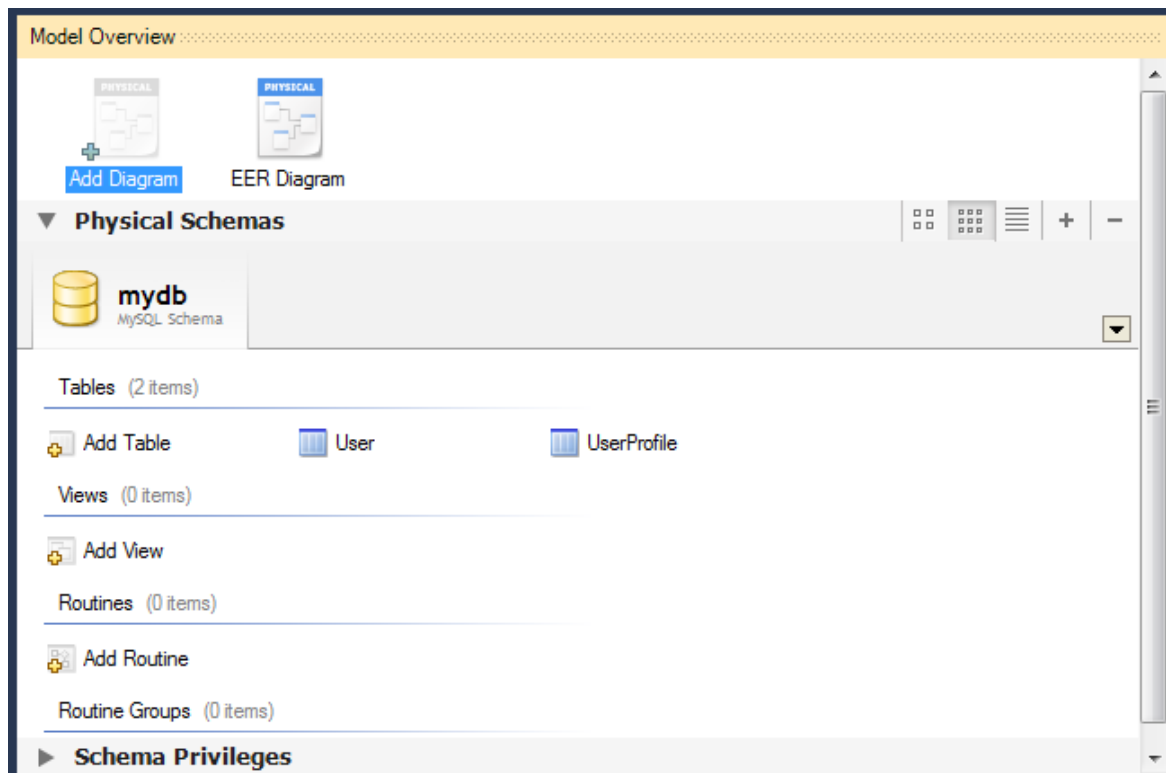 Model Overview
PHYSICAL PHYSICAL
Add Diagram EER Diagram
Physical Schemas
mydb
MySQL Schema
Tables (2 items)
Add Table User UserProfile
Views (0 items)
Add View
Routines (0 items)
Add Routine
Routine Groups (0 items)
Schema Privileges